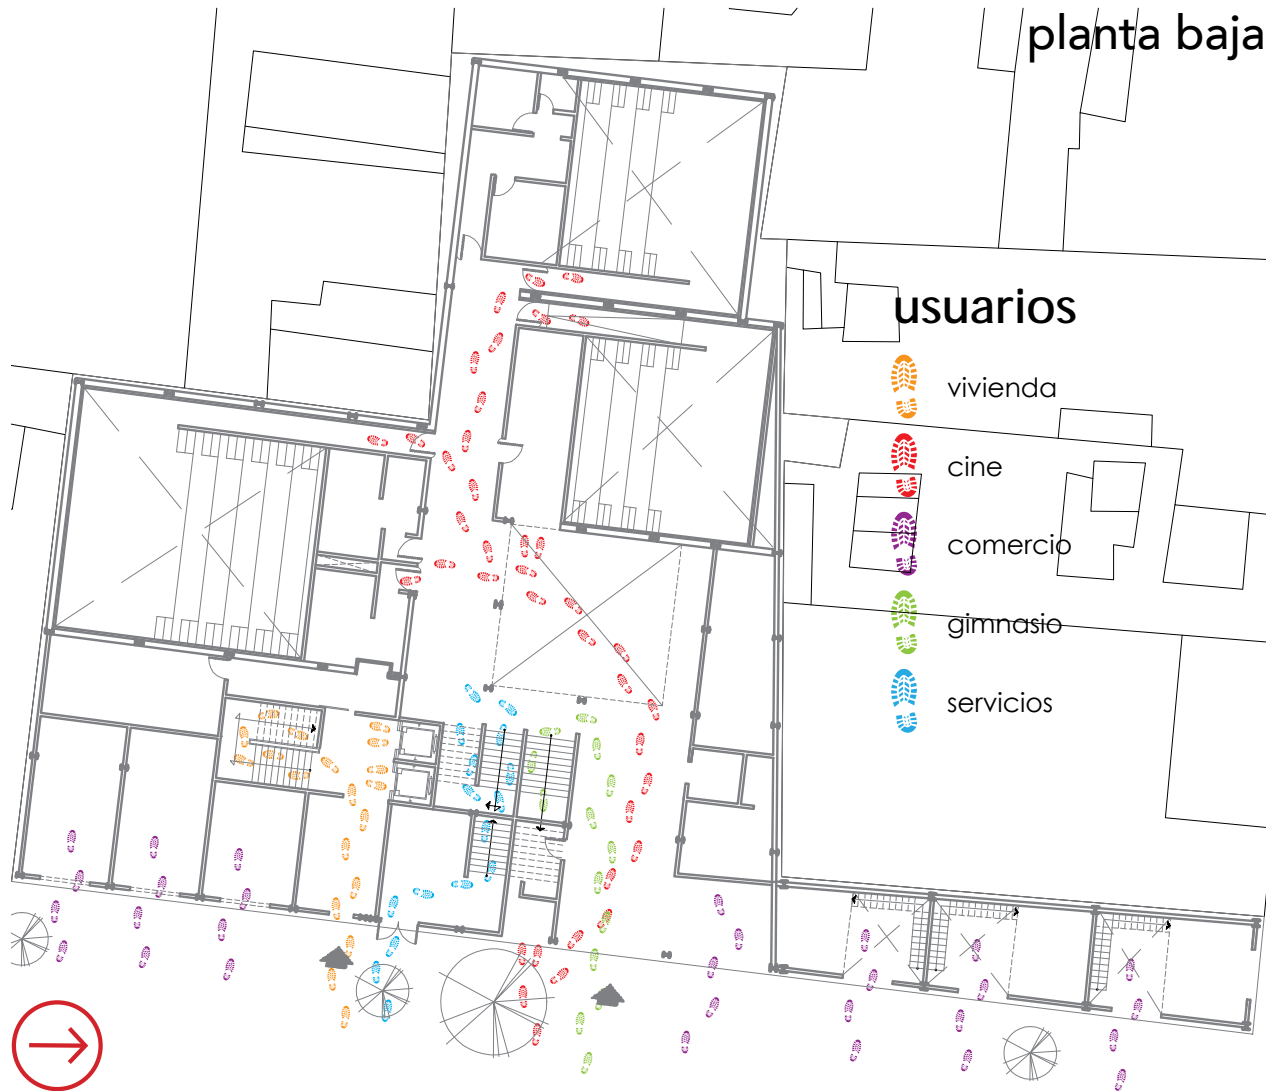 planta baja
usuarios
vivienda
cine
comercio
gimnasio
servicios